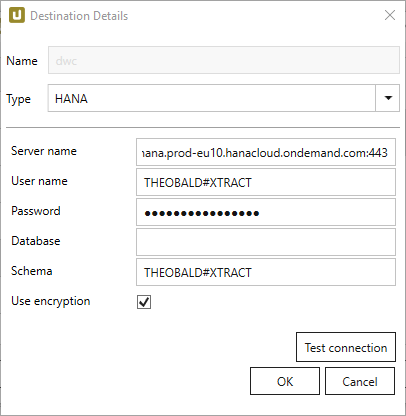 Destination Details
Name dwc
Type HANA
Server name hana.prod-eu10.hanacloud.ondemand.com:443
User name THEOBALD#XTRACT
Password ●●●●●●●●●●●●●●●●
Database
Schema THEOBALD#XTRACT
Use encryption
Test connection
OK Cancel